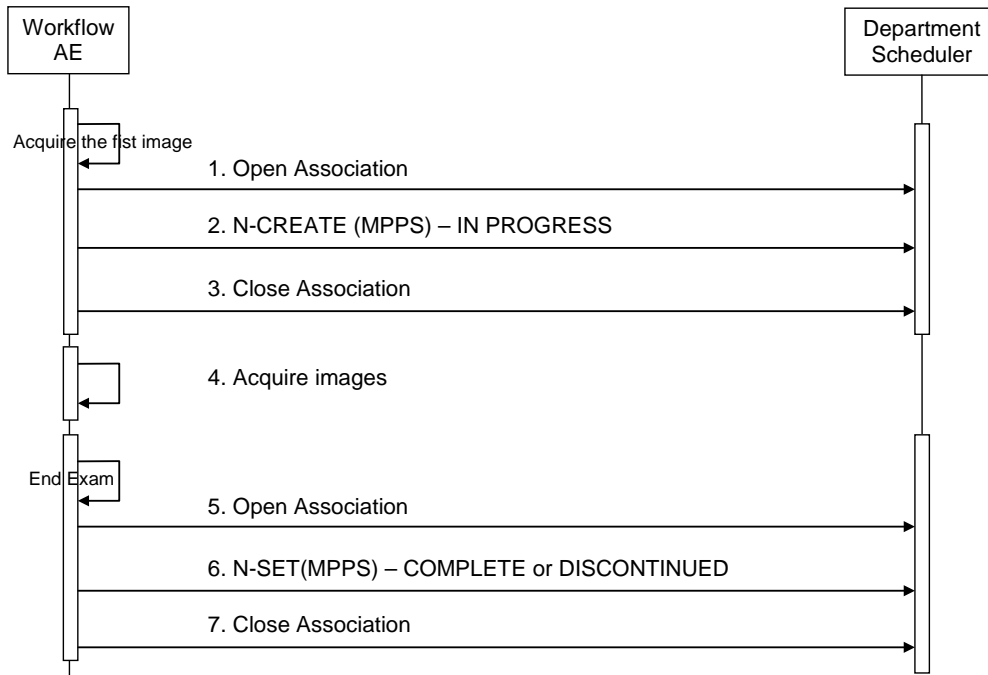 Workflow
AE
Department
Scheduler
Acquire the fist image
1. Open Association
2. N-CREATE (MPPS) – IN PROGRESS
3. Close Association
4. Acquire images
End Exam
5. Open Association
6. N-SET(MPPS) – COMPLETE or DISCONTINUED
7. Close Association